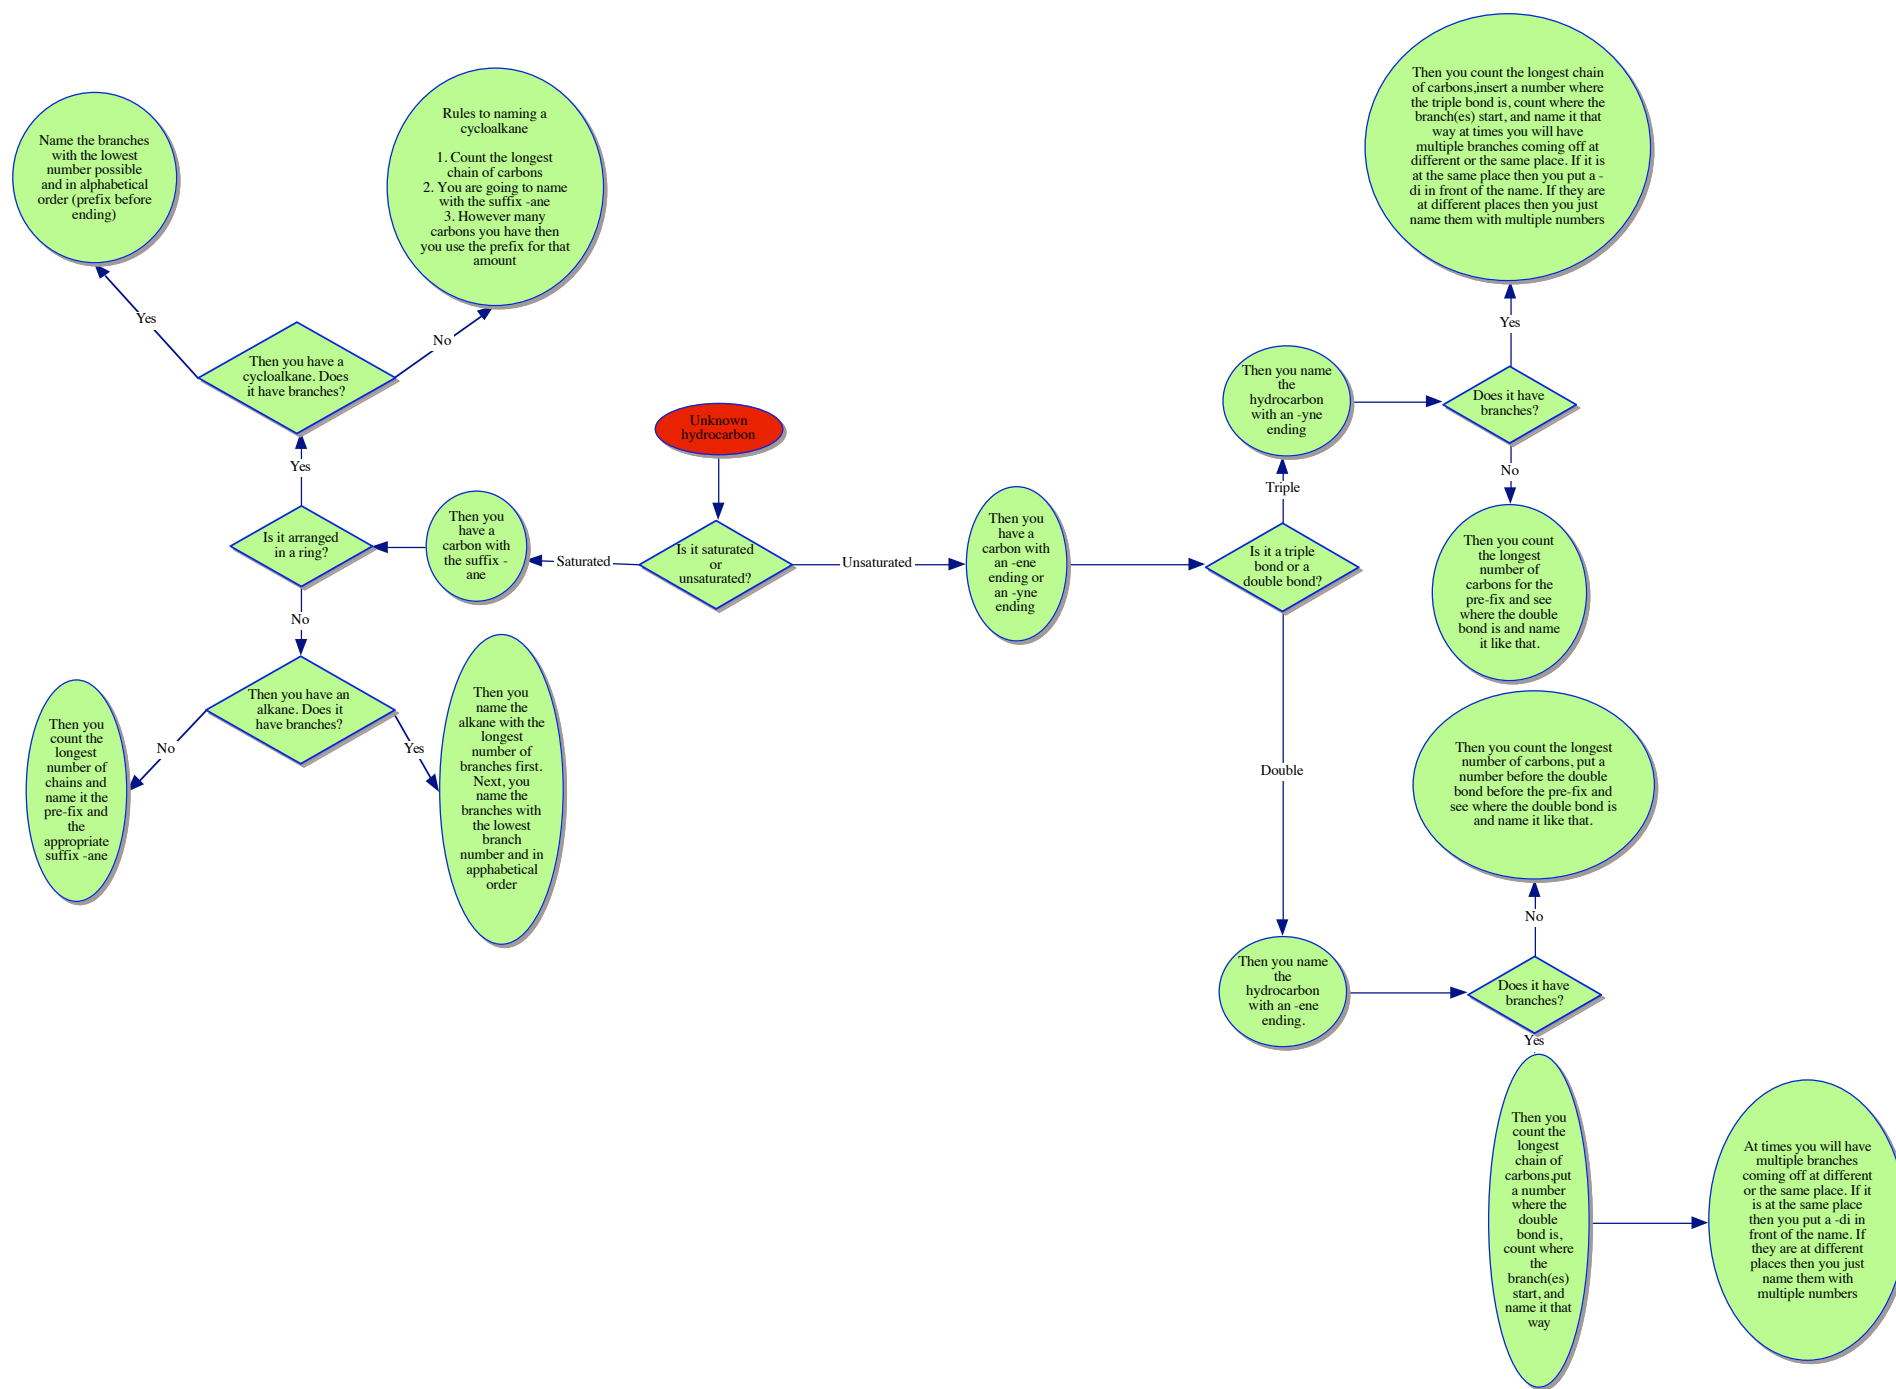 Unknown
hydrocarbon
Is it saturated
or
unsaturated?
Saturated
Then you
have a
carbon with
the suffix -
ane
Is it arranged
in a ring?
Yes
Then you have a
cycloalkane. Does
it have branches?
Yes
Name the branches
with the lowest
number possible
and in alphabetical
order (prefix before
ending)
No
Rules to naming a
cycloalkane
1. Count the longest
chain of carbons
2. You are going to name
with the suffix -ane
3. However many
carbons you have then
you use the prefix for that
amount
No
Then you have an
alkane. Does it
have branches?
No
Then you
count the
longest
number of
chains and
name it the
pre-fix and
the
appropriate
suffix -ane
Yes
Then you
name the
alkane with the
longest
number of
branches first.
Next, you
name the
branches with
the lowest
branch
number and in
apphabetical
order
Unsaturated
Then you
have a
carbon with
an -ene
ending or
an -yne
ending
Is it a triple
bond or a
double bond?
Triple
Then you name
the
hydrocarbon
with an -yne
ending
Does it have
branches?
Yes
Then you count the longest chain
of carbons,insert a number where
the triple bond is, count where the
branch(es) start, and name it that
way at times you will have
multiple branches coming off at
different or the same place. If it is
at the same place then you put a -
di in front of the name. If they are
at different places then you just
name them with multiple numbers
No
Then you count
the longest
number of
carbons for the
pre-fix and see
where the double
bond is and name
it like that.
Double
Then you name
the
hydrocarbon
with an -ene
ending.
Does it have
branches?
No
Then you count the longest
number of carbons, put a
number before the double
bond before the pre-fix and
see where the double bond is
and name it like that.
Yes
Then you
count the
longest
chain of
carbons,put
a number
where the
double
bond is,
count where
the
branch(es)
start, and
name it that
way
At times you will have
multiple branches
coming off at different
or the same place. If it
is at the same place
then you put a -di in
front of the name. If
they are at different
places then you just
name them with
multiple numbers